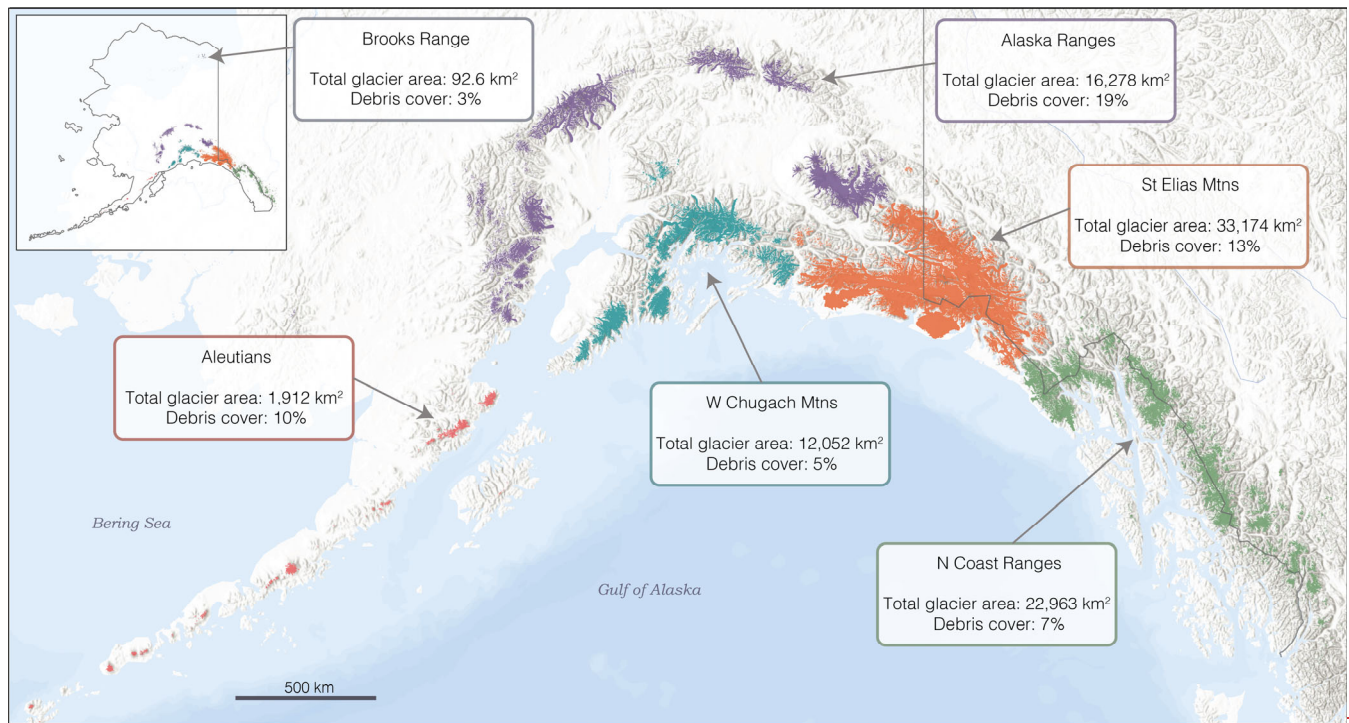 Brooks Range
Total glacier area: 92.6 km²
Debris cover: 3%
Alaska Ranges
Total glacier area: 16,278 km²
Debris cover: 19%
St Elias Mtns
Total glacier area: 33,174 km²
Debris cover: 13%
Aleutians
Total glacier area: 1,912 km²
Debris cover: 10%
W Chugach Mtns
Total glacier area: 12,052 km²
Debris cover: 5%
Bering Sea
Gulf of Alaska
N Coast Ranges
Total glacier area: 22,963 km²
Debris cover: 7%
500 km